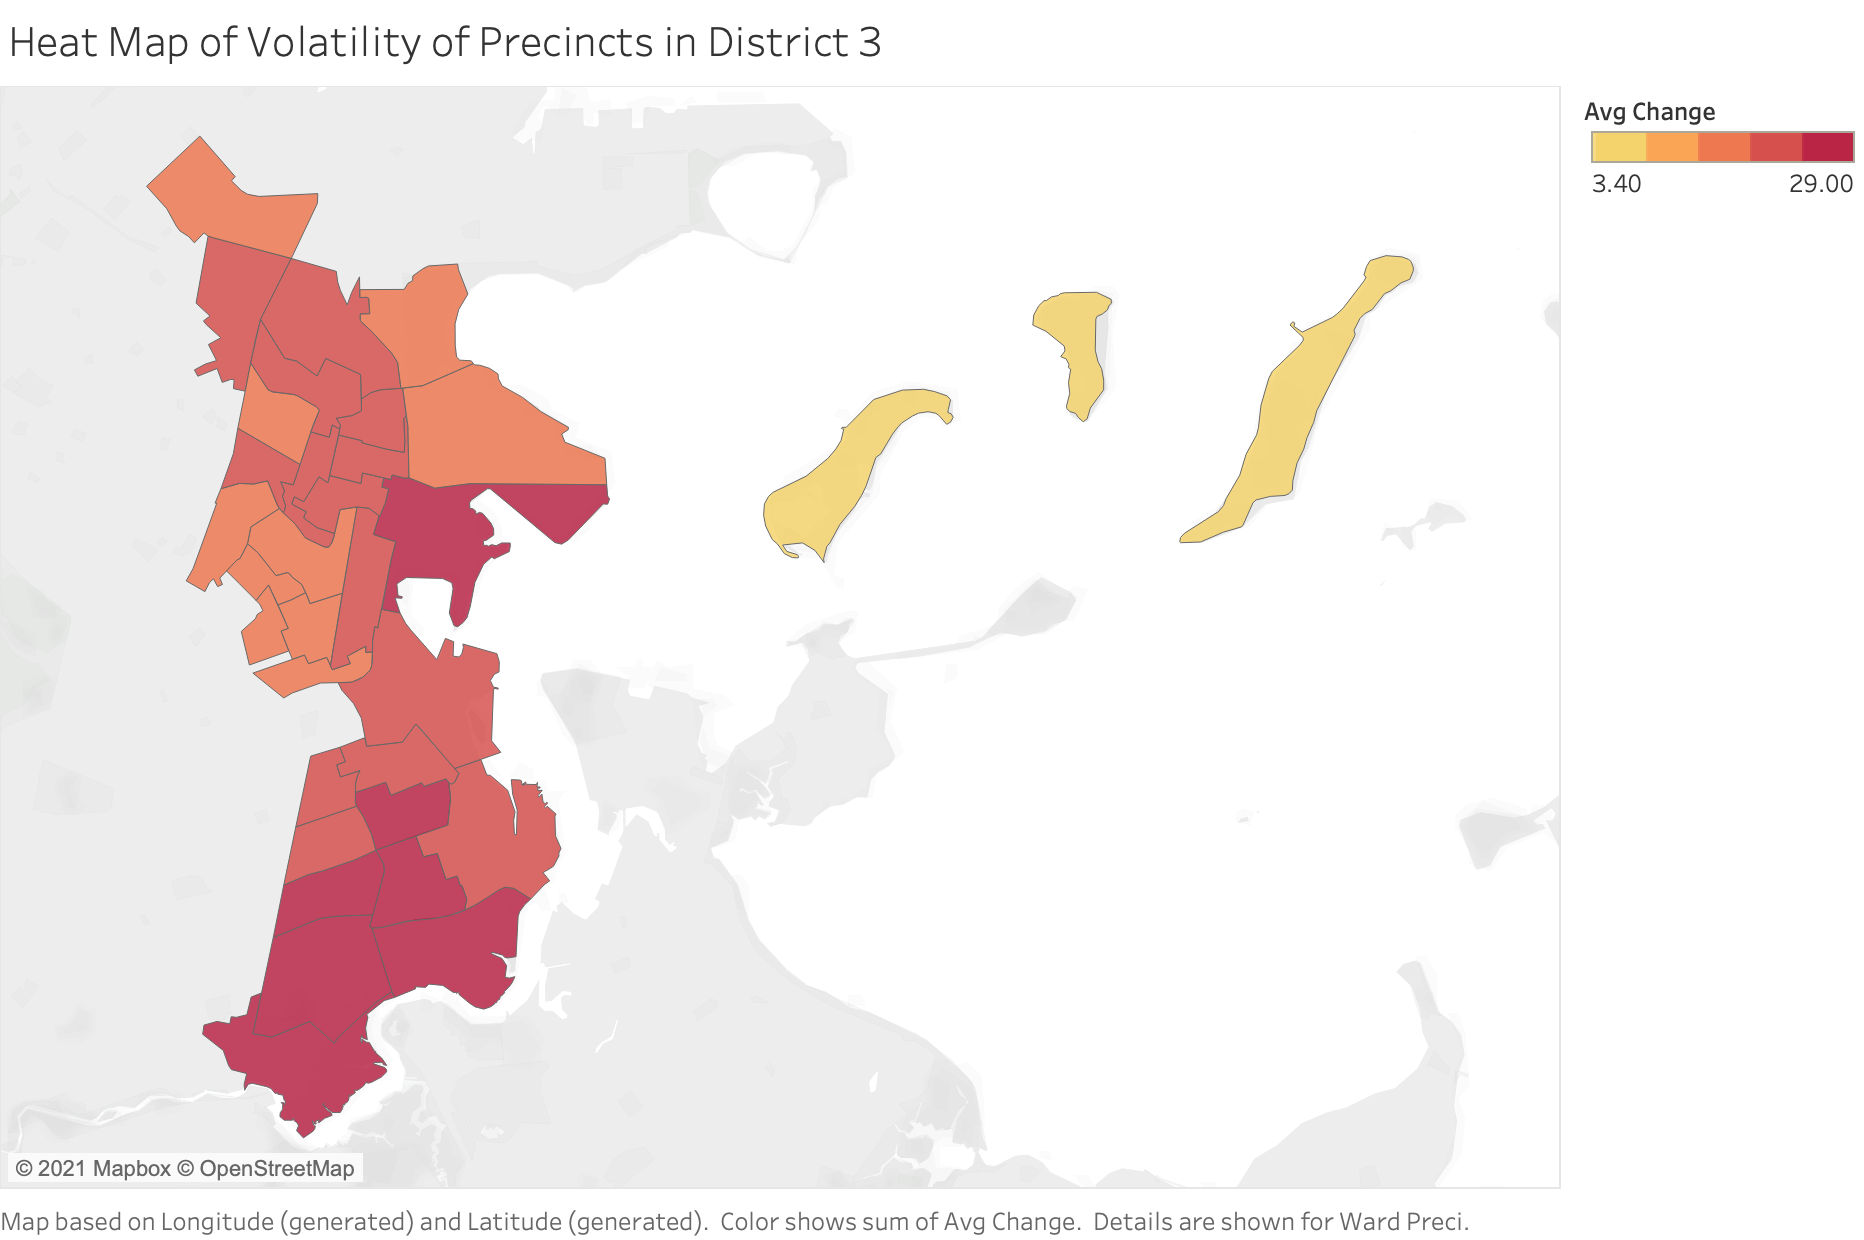 Heat Map of Volatility of Precincts in District 3
Avg Change
3.40 29.00
© 2021 Mapbox © OpenStreetMap
Map based on Longitude (generated) and Latitude (generated).  Color shows sum of Avg Change.  Details are shown for Ward Preci.